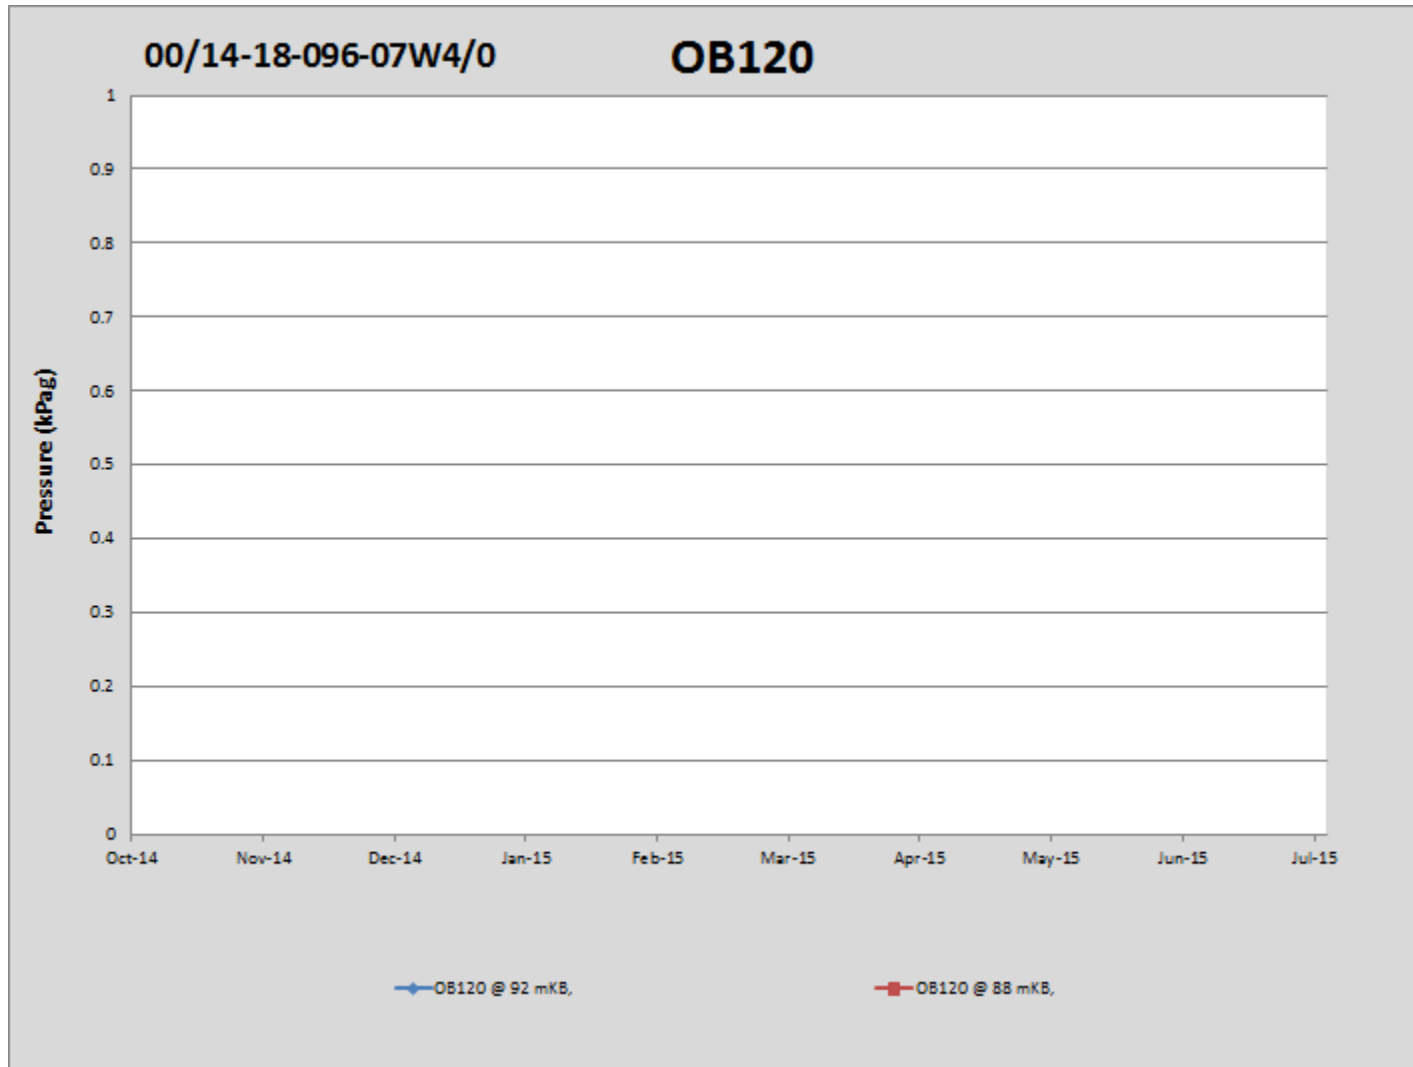 00/14-18-096-07W4/0 OB120
1
0.9
0.8
0.7
0.6
0.5
0.4
0.3
0.2
0.1
0
Pressure (kPag)
Oct-14 Nov-14 Dec-14 Jan-15 Feb-15 Mar-15 Apr-15 May-15 Jun-15 Jul-15
OB120 @ 92 mKB, OB120 @ 88 mKB,